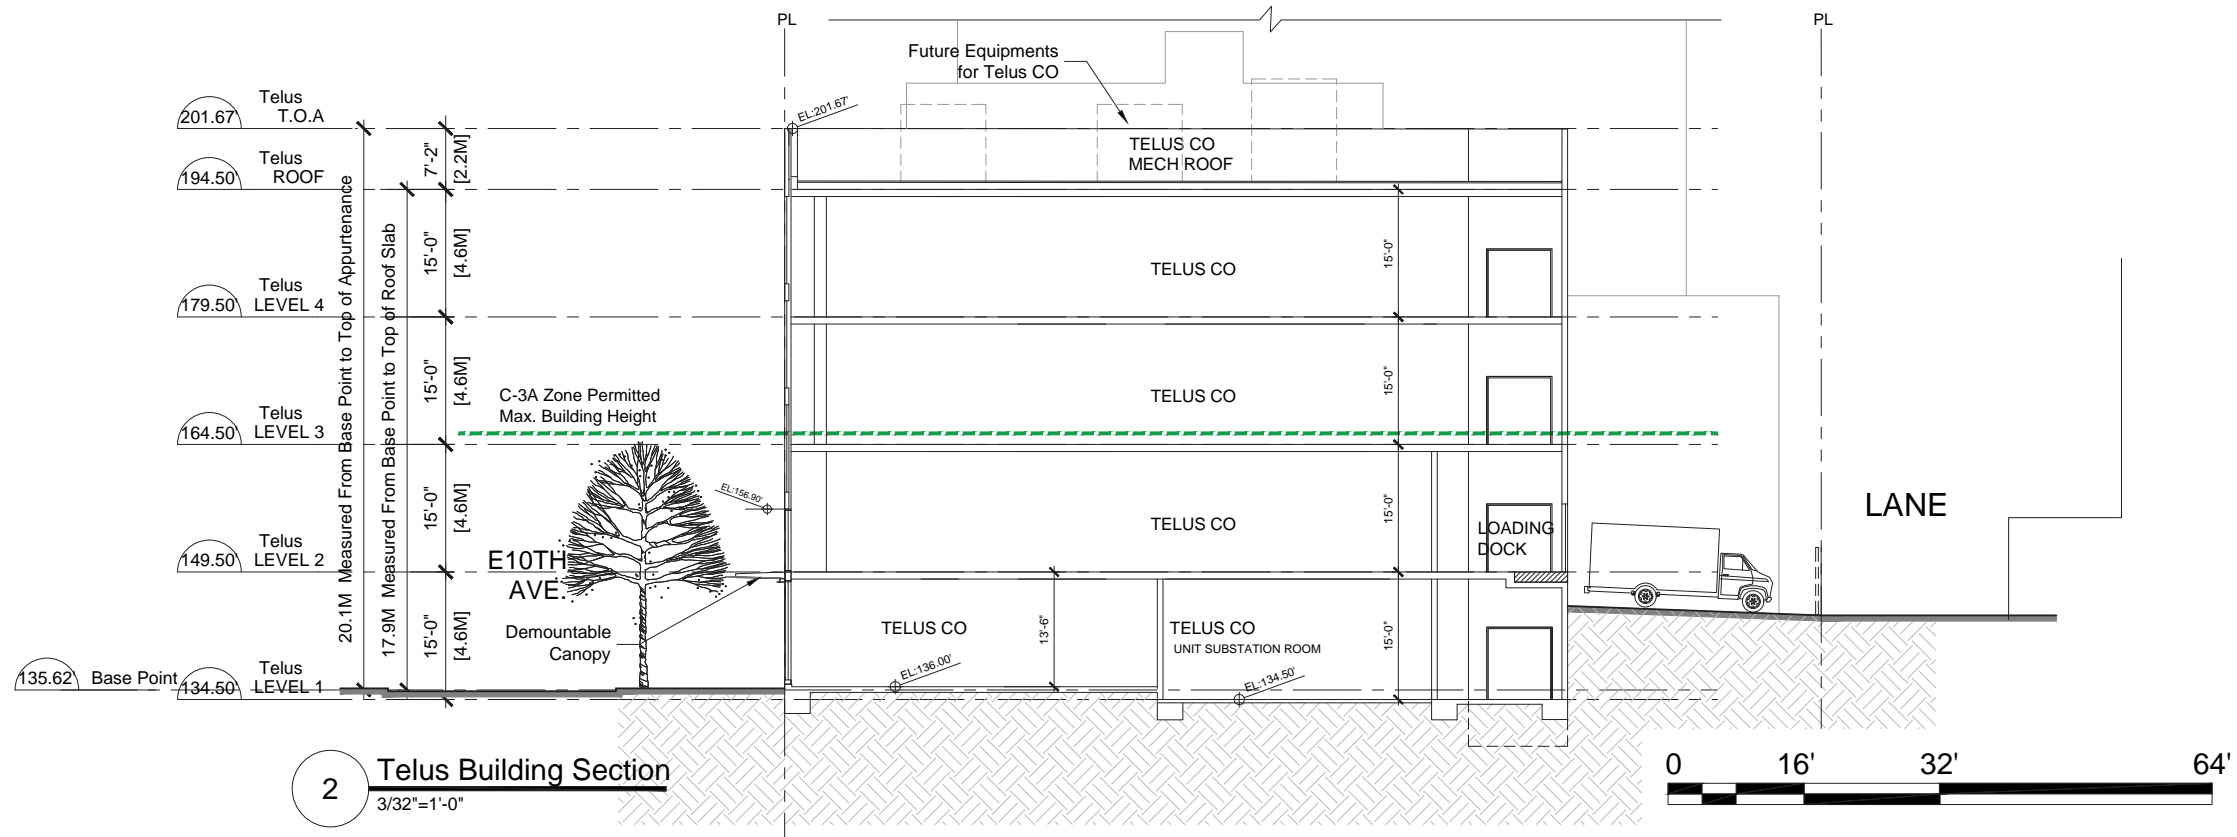 PL
PL
Future Equipments
for Telus CO
Telus
T.O.A
201.67'
EL:201.67'
7'-2"
[2.2M]
TELUS CO
MECH ROOF
Telus
ROOF
194.50'
20.1M Measured From Base Point to Top of Appurtenance
17.9M Measured From Base Point to Top of Roof Slab
15'-0"
[4.6M]
15'-0"
TELUS CO
Telus
LEVEL 4
179.50'
15'-0"
[4.6M]
15'-0"
TELUS CO
C-3A Zone Permitted
Max. Building Height
Telus
LEVEL 3
164.50'
15'-0"
[4.6M]
EL:156.90'
15'-0"
TELUS CO
LOADING
DOCK
LANE
Telus
LEVEL 2
149.50'
E10TH
AVE.
15'-0"
[4.6M]
Demountable
Canopy
TELUS CO
13'-6"
TELUS CO
UNIT SUBSTATION ROOM
15'-0"
EL:136.00'
EL:134.50'
135.62'
Base Point
Telus
LEVEL 1
134.50'
2
Telus Building Section
3/32"=1'-0"
0
16'
32'
64'